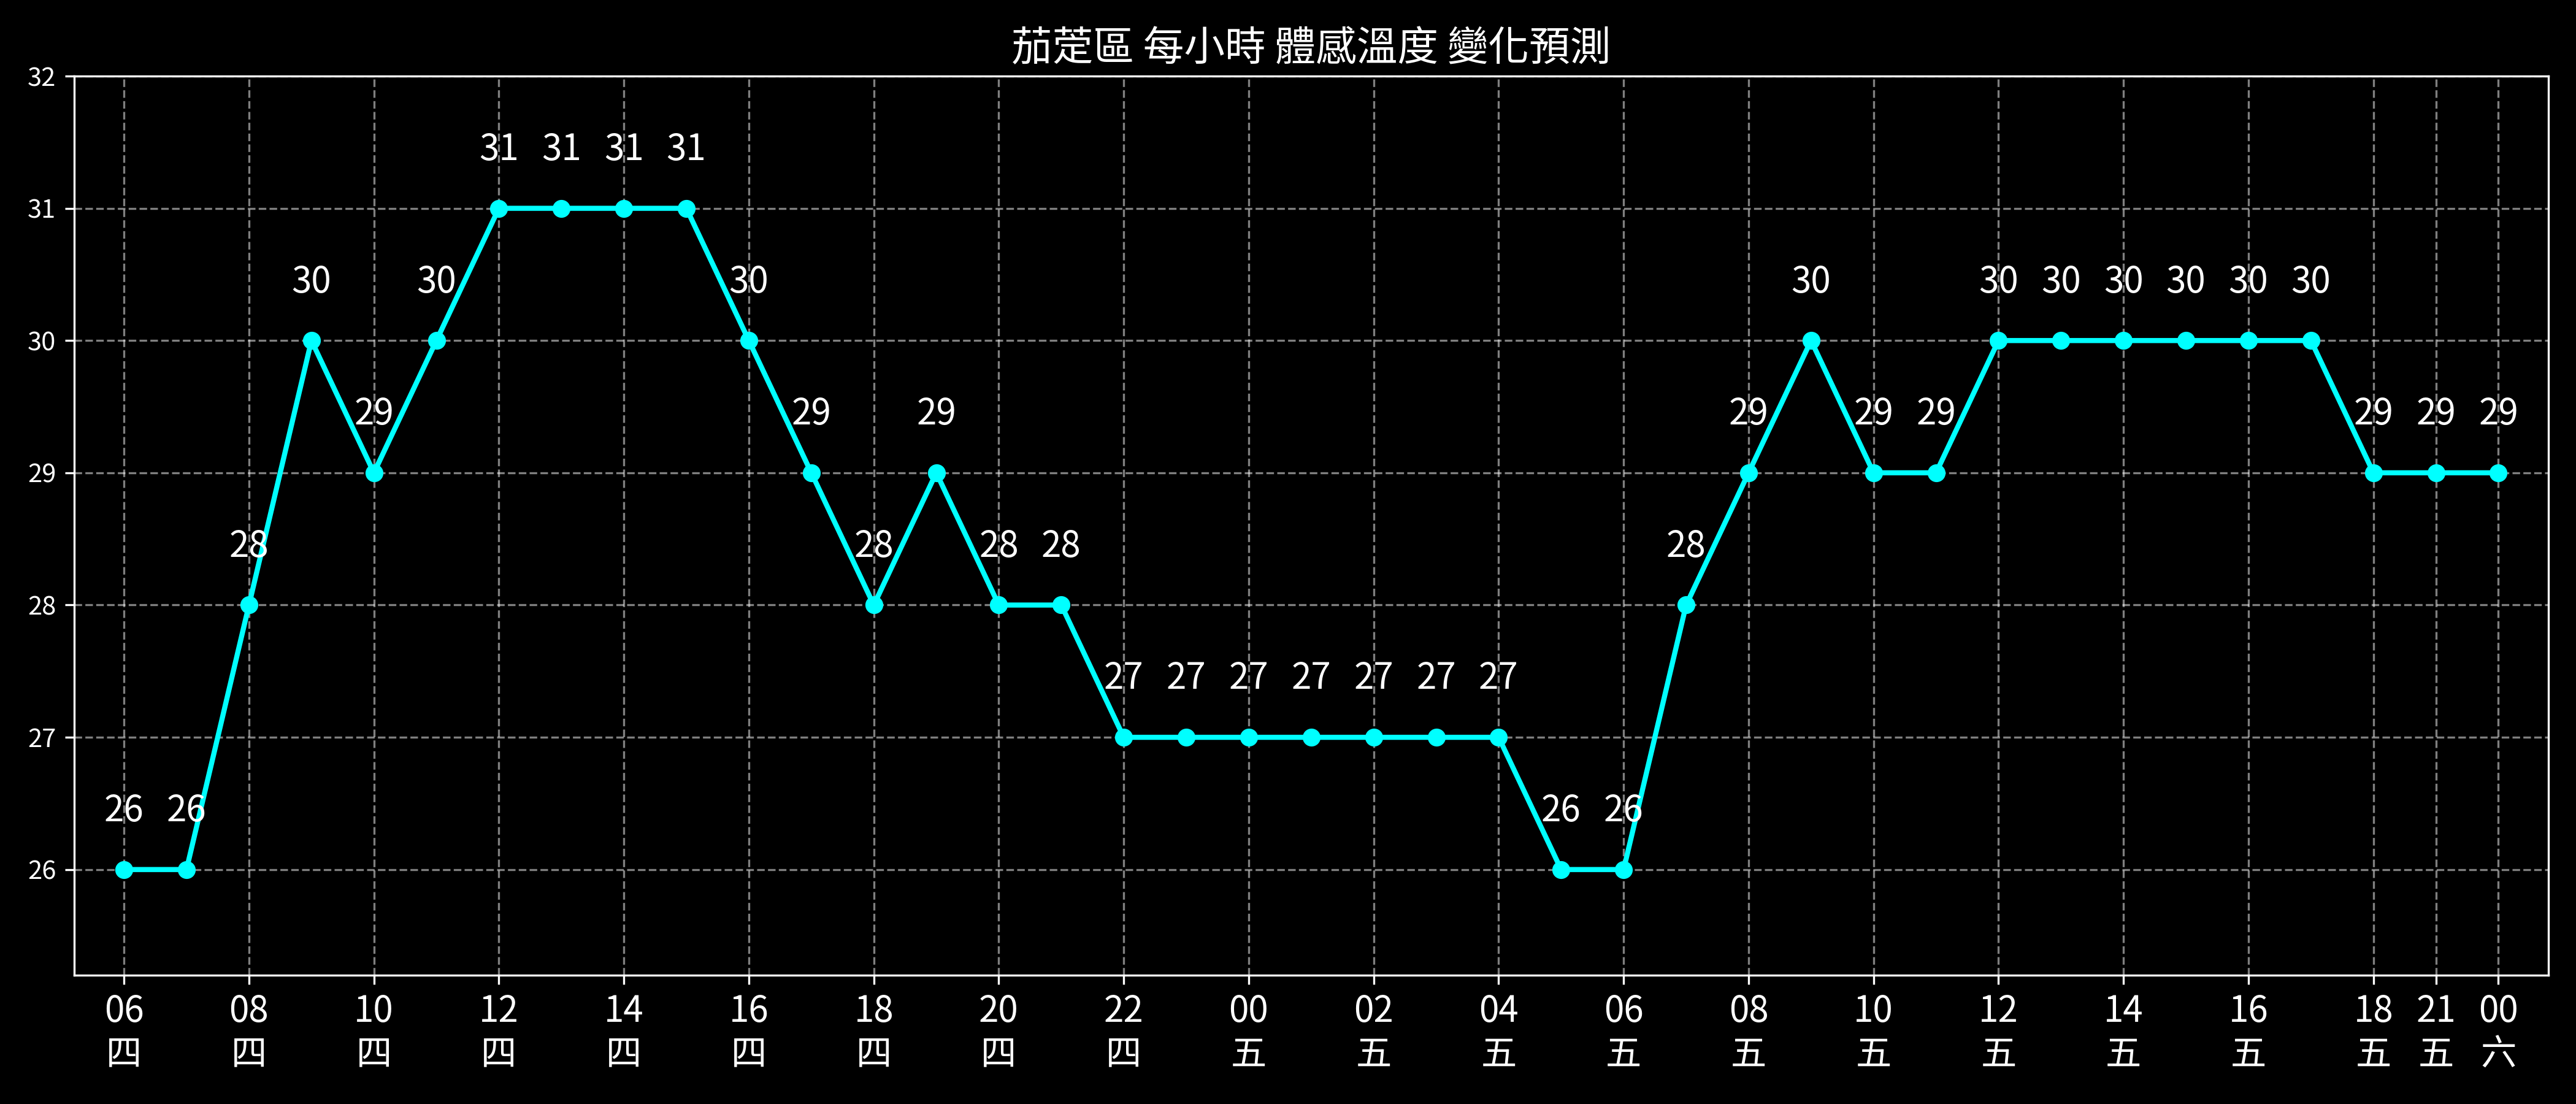 茄萣區 每小時 體感溫度 變化預測
32
31 31 31 31
31
30 30 30 30 30 30 30 30 30 30
30
29 29 29 29 29 29 29 29 29
29
28 28 28 28 28
28
27 27 27 27 27 27 27
27
26 26 26 26
26
06 08 10 12 14 16 18 20 22 00 02 04 06 08 10 12 14 16 18 21 00
四 四 四 四 四 四 四 四 四 五 五 五 五 五 五 五 五 五 五 五 六